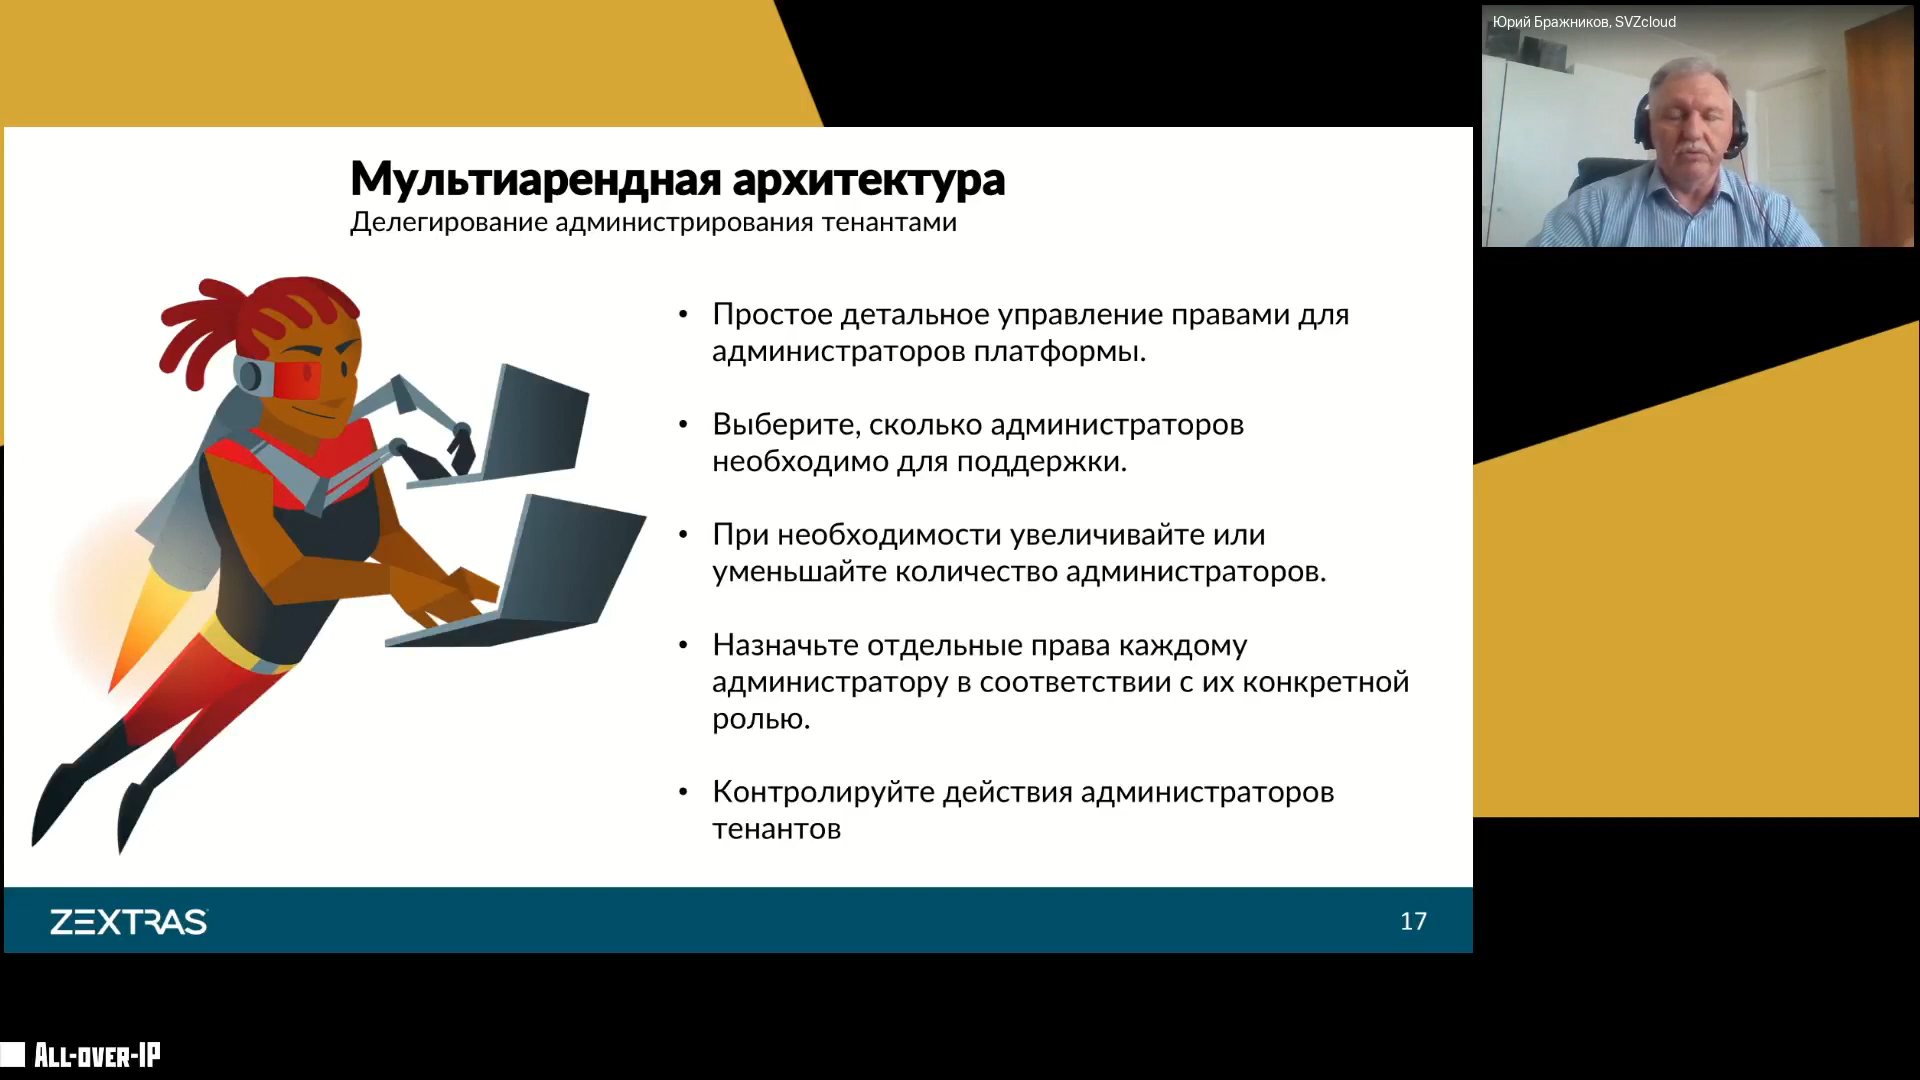 Юрий Бражников, SVZcloud
Мультиарендная архитектура
Делегирование администрирования тенантами
• Простое детальное управление правами для
администраторов платформы.
• Выберите, сколько администраторов
необходимо для поддержки.
• При необходимости увеличивайте или
уменьшайте количество администраторов.
• Назначьте отдельные права каждому
администратору в соответствии с их конкретной
ролью.
• Контролируйте действия администраторов
тенантов
ZEXTRAS
17
ALL-OVER-IP